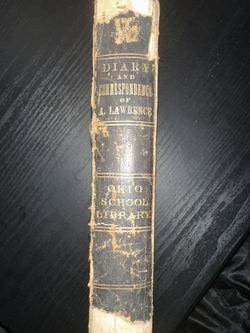 DIARY
AND
CORRESPONDENCE
OF
A. LAWRENCE
OHIO
SCHOOL
LIBRARY